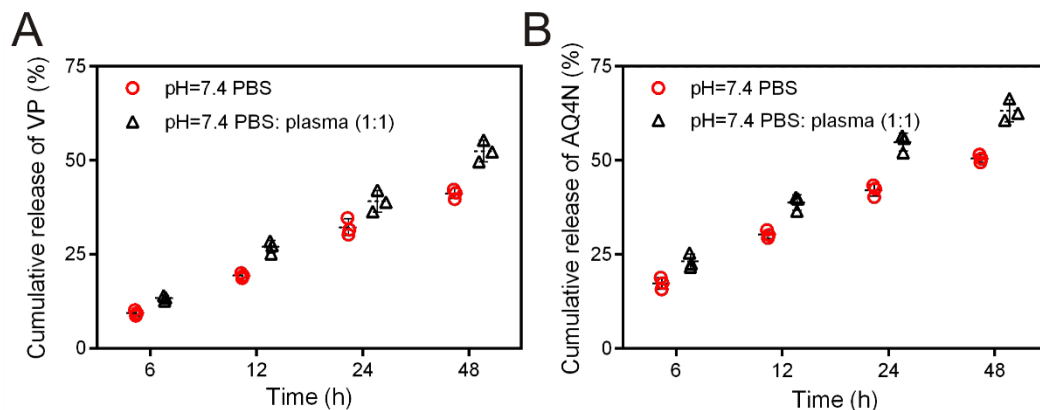 A
Cumulative release of VP (%)
75
50
25
0
pH=7.4 PBS
pH=7.4 PBS: plasma (1:1)
6 12 24 48
Time (h)
B
Cumulative release of AQ4N (%)
75
50
25
0
pH=7.4 PBS
pH=7.4 PBS: plasma (1:1)
6 12 24 48
Time (h)